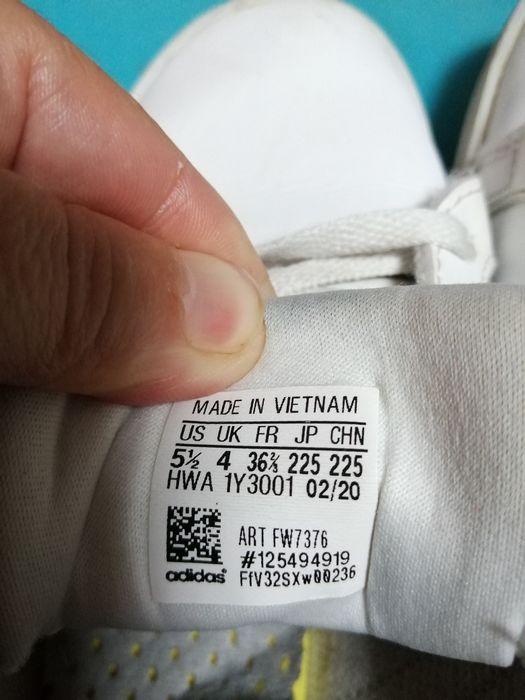 MADE IN VIETNAM
US UK FR JP CHN
5½ 4 36⅔ 225 225
HWA 1Y3001 02/20
ART FW7376
#125494919
adidas FfV32SXw00236